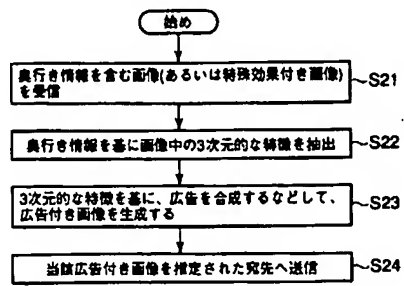 始め
奥行き情報を含む画像(あるいは特殊効果付き画像)
を受信
S21
奥行き情報を基に画像中の3次元的な特徴を抽出
S22
3次元的な特徴を基に、広告を合成するなどして、
広告付き画像を生成する
S23
当該広告付き画像を指定された宛先へ送信
S24